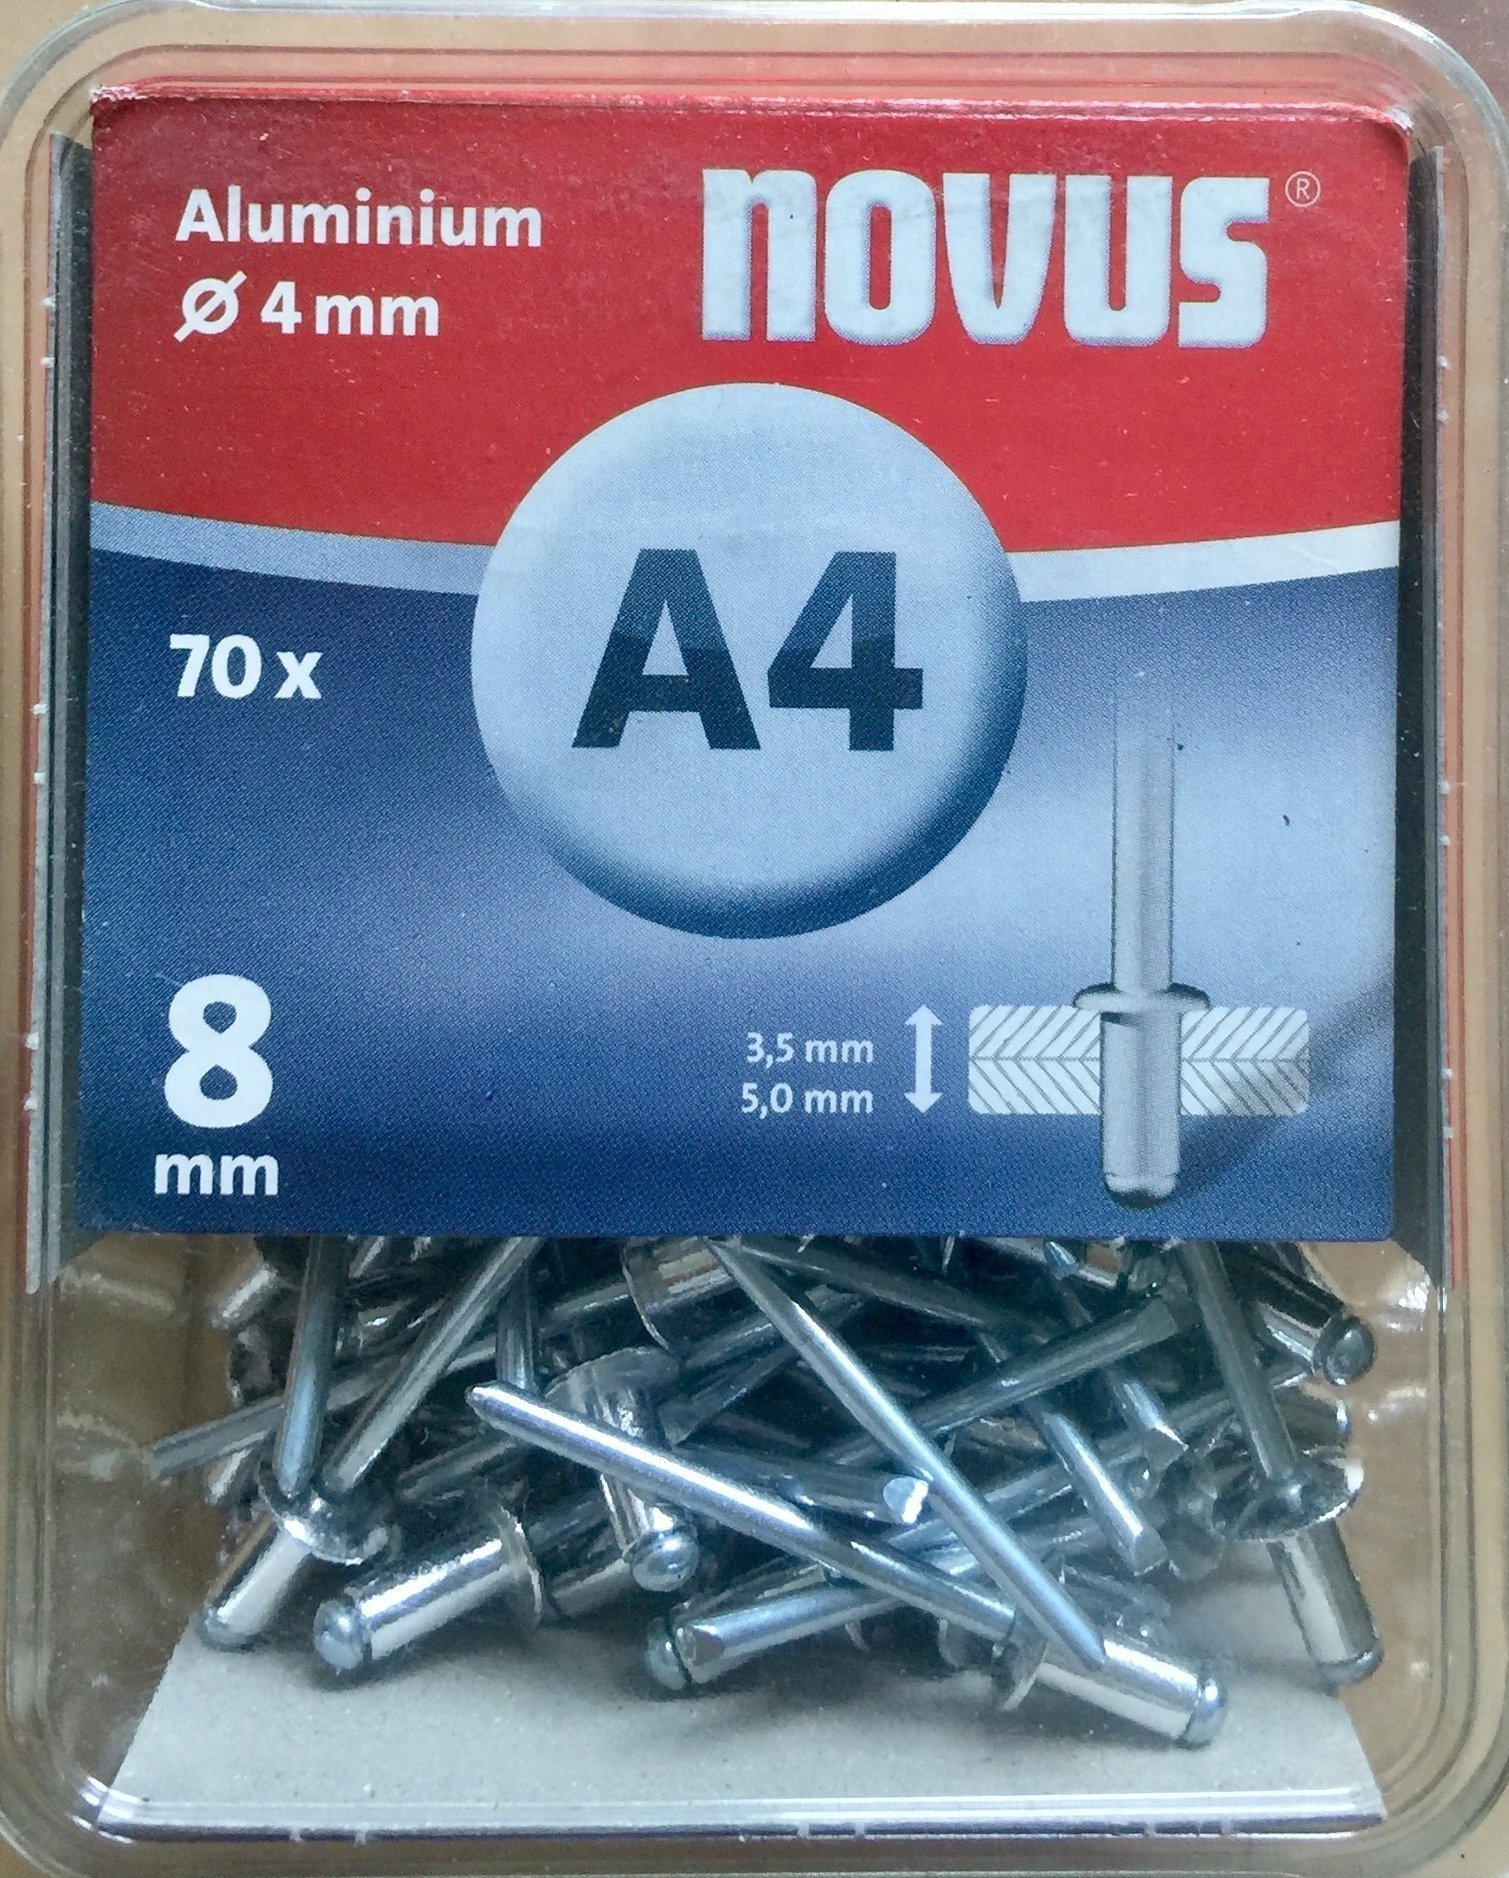 Aluminium
Ø 4 mm
novus®
A4
70 x
8
mm
3,5 mm
5,0 mm